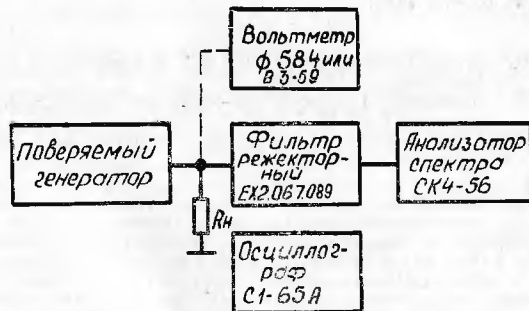 Вольтметр
ф 584 или
В 3-59
Поверяемый
генератор
Фильтр
режектор-
ный
ЕХ2.067.089
Анализатор
спектра
СК4-56
Rн
Осциллог-
раф
С1-65А